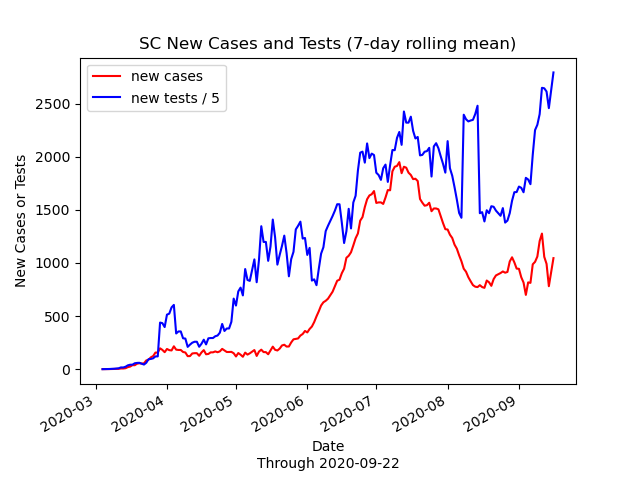 SC New Cases and Tests (7-day rolling mean)
new cases
new tests / 5
New Cases or Tests
2500
2000
1500
1000
500
0
2020-03
2020-04
2020-05
2020-06
2020-07
2020-08
2020-09
Date
Through 2020-09-22